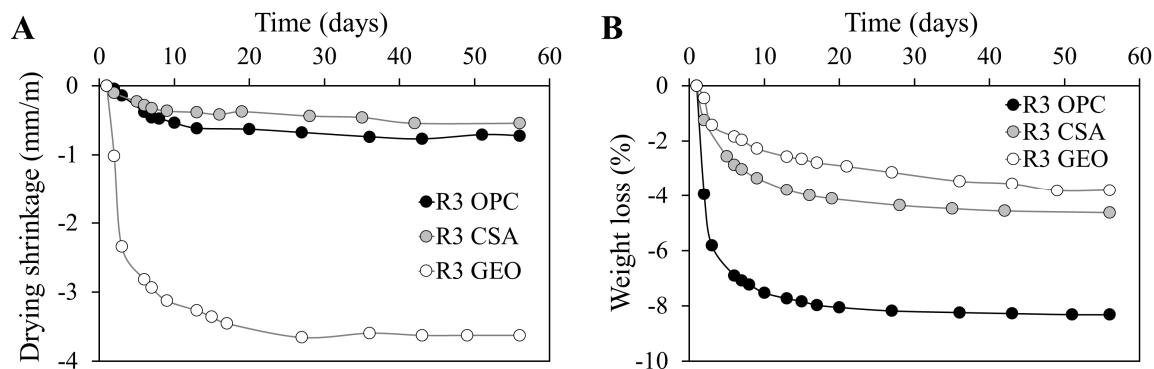 A
Time (days)
0 10 20 30 40 50 60
0
-1
-2
-3
-4
Drying shrinkage (mm/m)
R3 OPC
R3 CSA
R3 GEO
B
Time (days)
0 10 20 30 40 50 60
0
-2
-4
-6
-8
-10
Weight loss (%)
R3 OPC
R3 CSA
R3 GEO